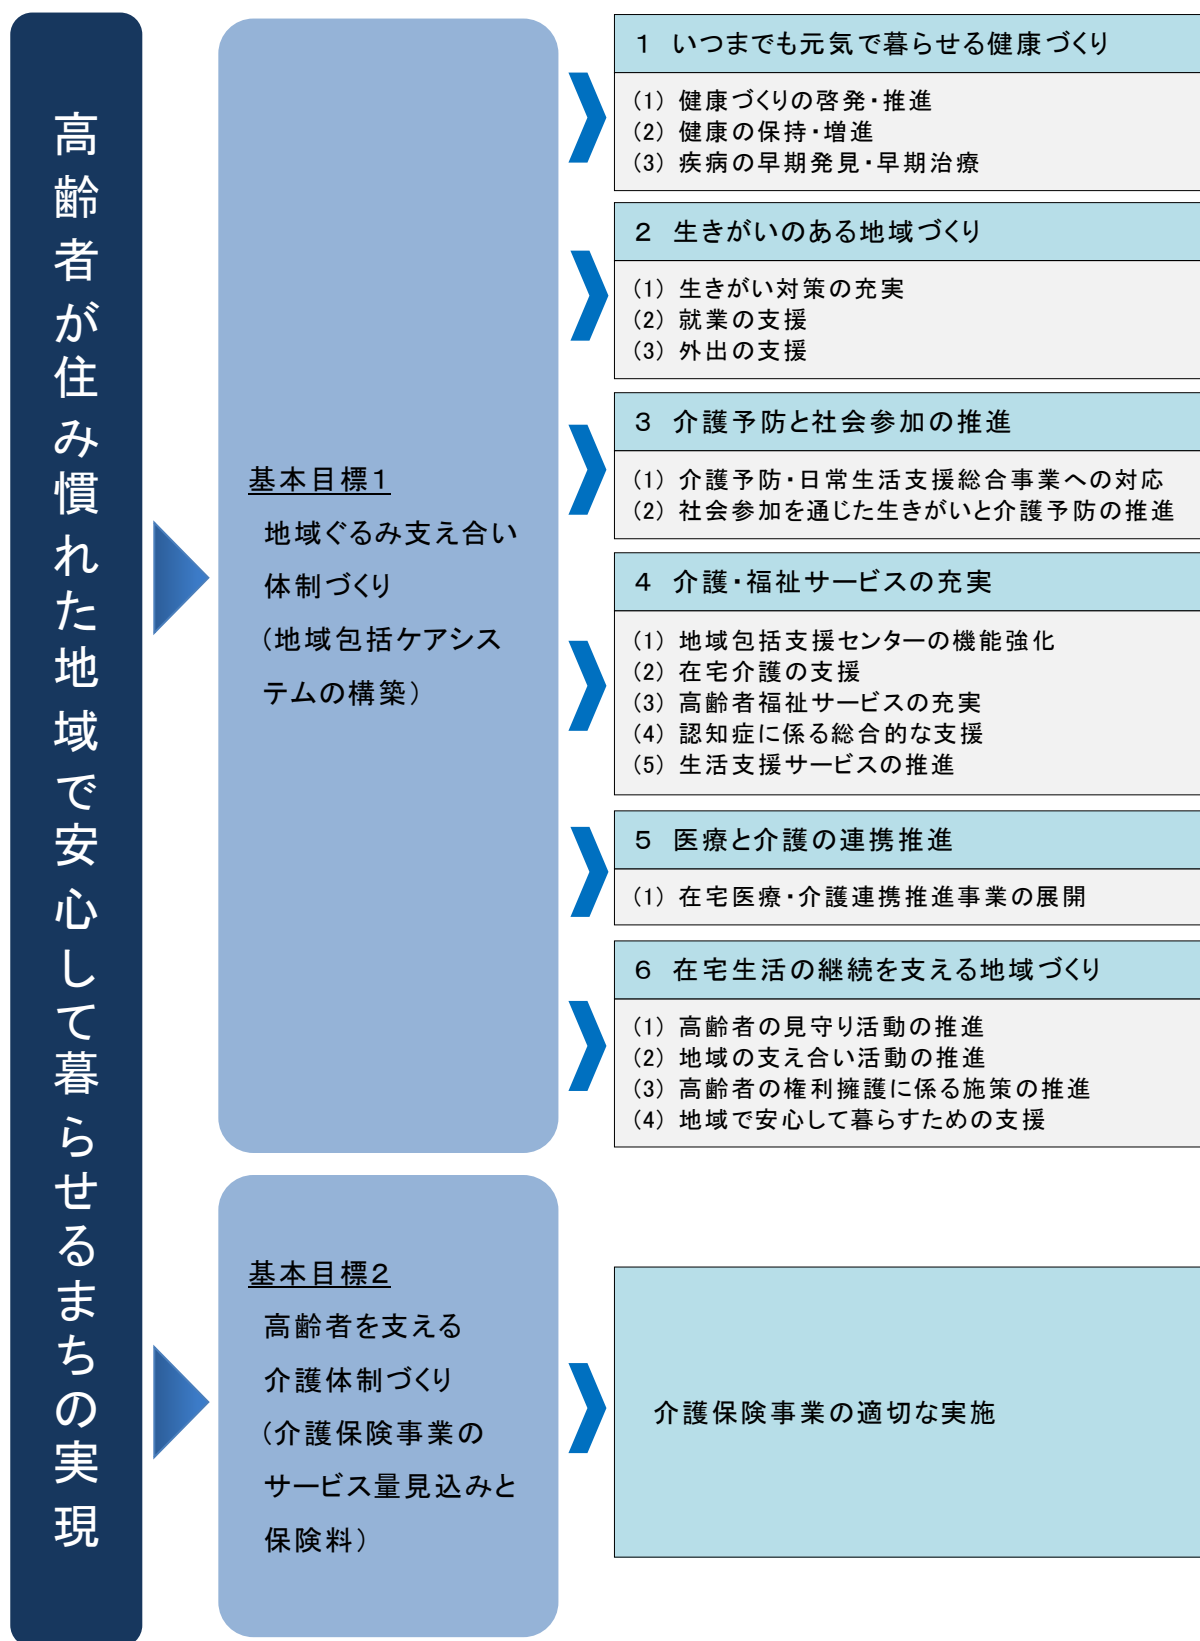 高齢者が住み慣れた地域で安心して暮らせるまちの実現
基本目標1
地域ぐるみ支え合い
体制づくり
(地域包括ケアシス
テムの構築)
1 いつまでも元気で暮らせる健康づくり
(1) 健康づくりの啓発・推進
(2) 健康の保持・増進
(3) 疾病の早期発見・早期治療
2 生きがいのある地域づくり
(1) 生きがい対策の充実
(2) 就業の支援
(3) 外出の支援
3 介護予防と社会参加の推進
(1) 介護予防・日常生活支援総合事業への対応
(2) 社会参加を通じた生きがいと介護予防の推進
4 介護・福祉サービスの充実
(1) 地域包括支援センターの機能強化
(2) 在宅介護の支援
(3) 高齢者福祉サービスの充実
(4) 認知症に係る総合的な支援
(5) 生活支援サービスの推進
5 医療と介護の連携推進
(1) 在宅医療・介護連携推進事業の展開
6 在宅生活の継続を支える地域づくり
(1) 高齢者の見守り活動の推進
(2) 地域の支え合い活動の推進
(3) 高齢者の権利擁護に係る施策の推進
(4) 地域で安心して暮らすための支援
基本目標2
高齢者を支える
介護体制づくり
(介護保険事業の
サービス量見込みと
保険料)
介護保険事業の適切な実施